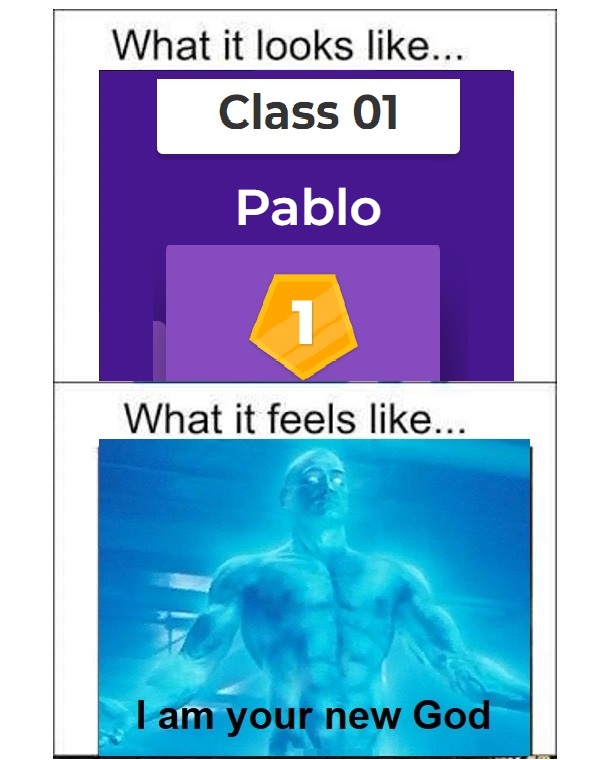 What it looks like...
Class 01
Pablo
1
What it feels like...
I am your new God